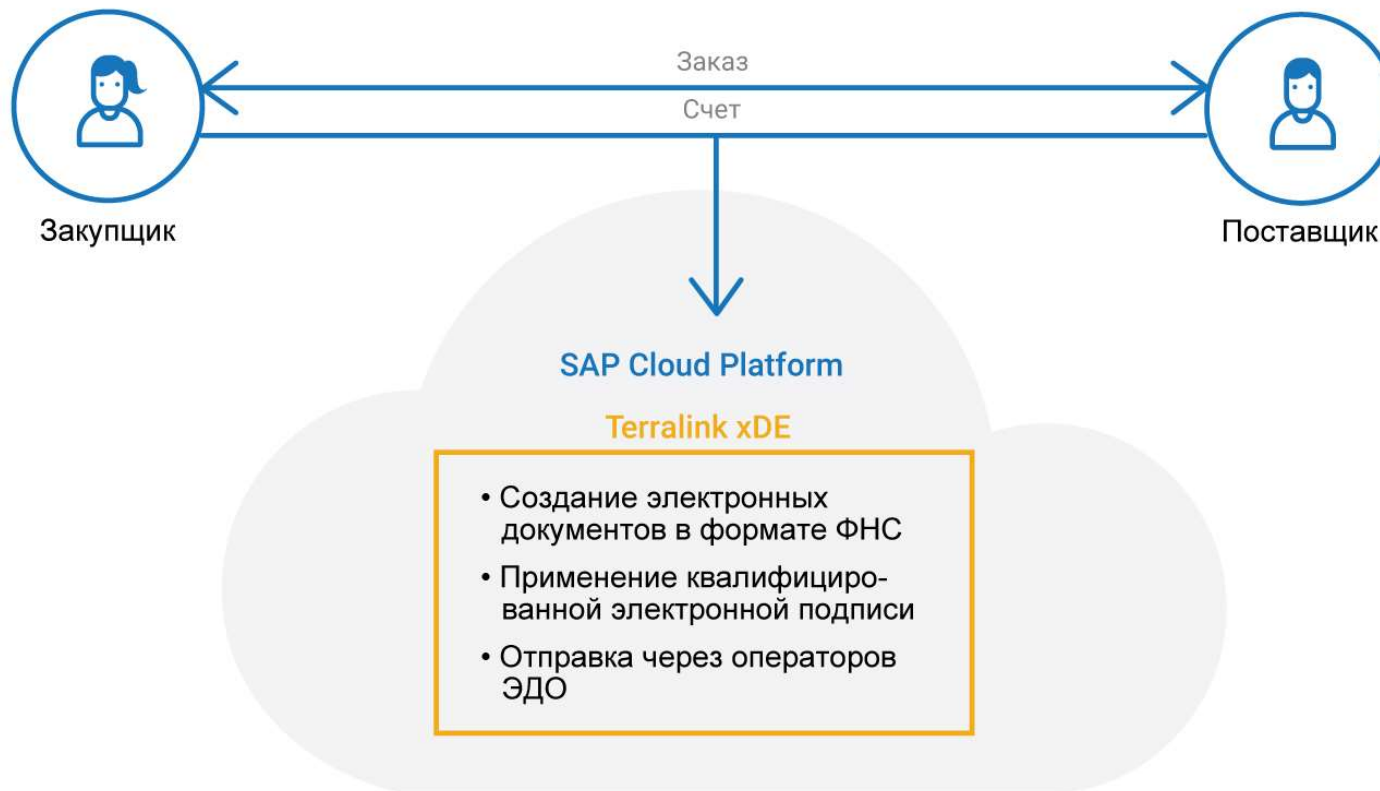 Заказ
Счет
Закупщик
Поставщик
SAP Cloud Platform
Terralink xDE
• Создание электронных
документов в формате ФНС
• Применение квалифициро-
ванной электронной подписи
• Отправка через операторов
ЭДО